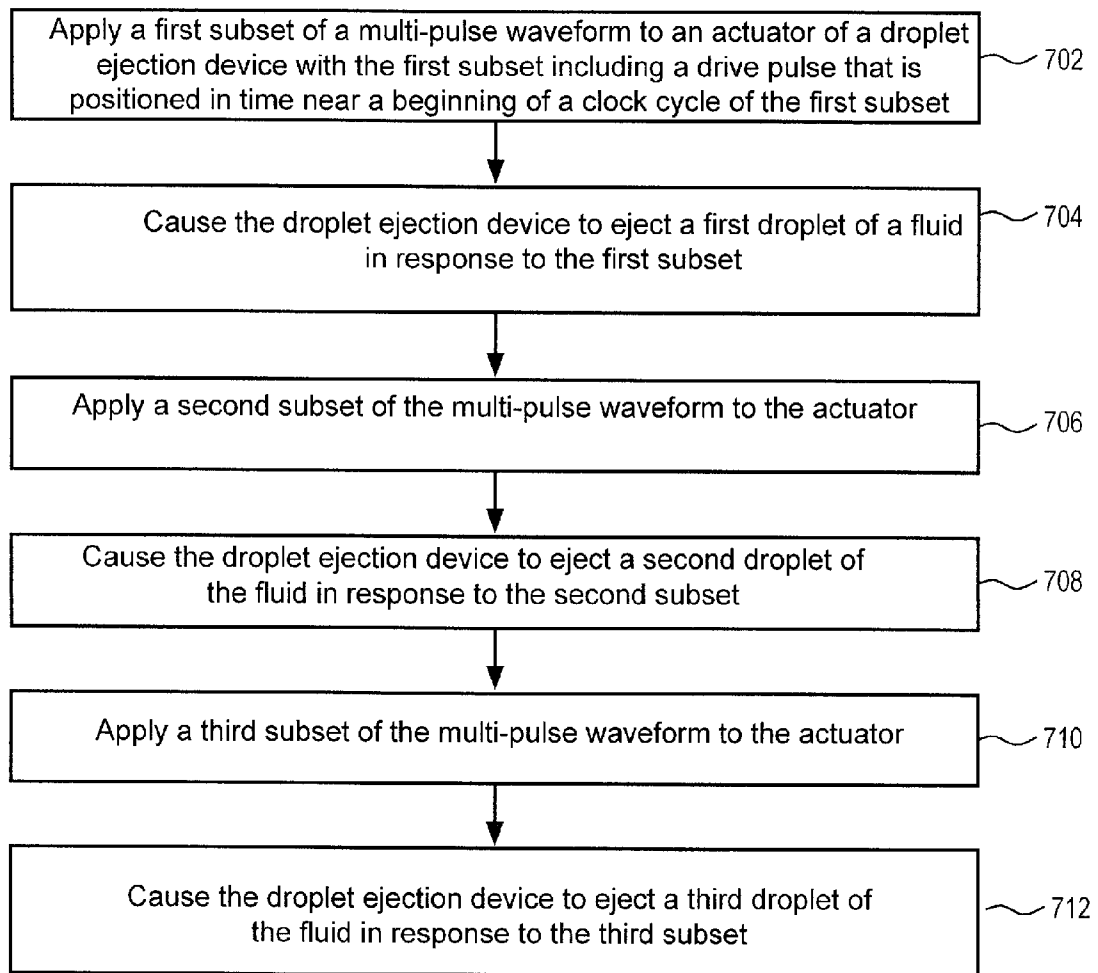 Apply a first subset of a multi-pulse waveform to an actuator of a droplet
ejection device with the first subset including a drive pulse that is
positioned in time near a beginning of a clock cycle of the first subset
702
Cause the droplet ejection device to eject a first droplet of a fluid
in response to the first subset
704
Apply a second subset of the multi-pulse waveform to the actuator
706
Cause the droplet ejection device to eject a second droplet of
the fluid in response to the second subset
708
Apply a third subset of the multi-pulse waveform to the actuator
710
Cause the droplet ejection device to eject a third droplet of
the fluid in response to the third subset
712